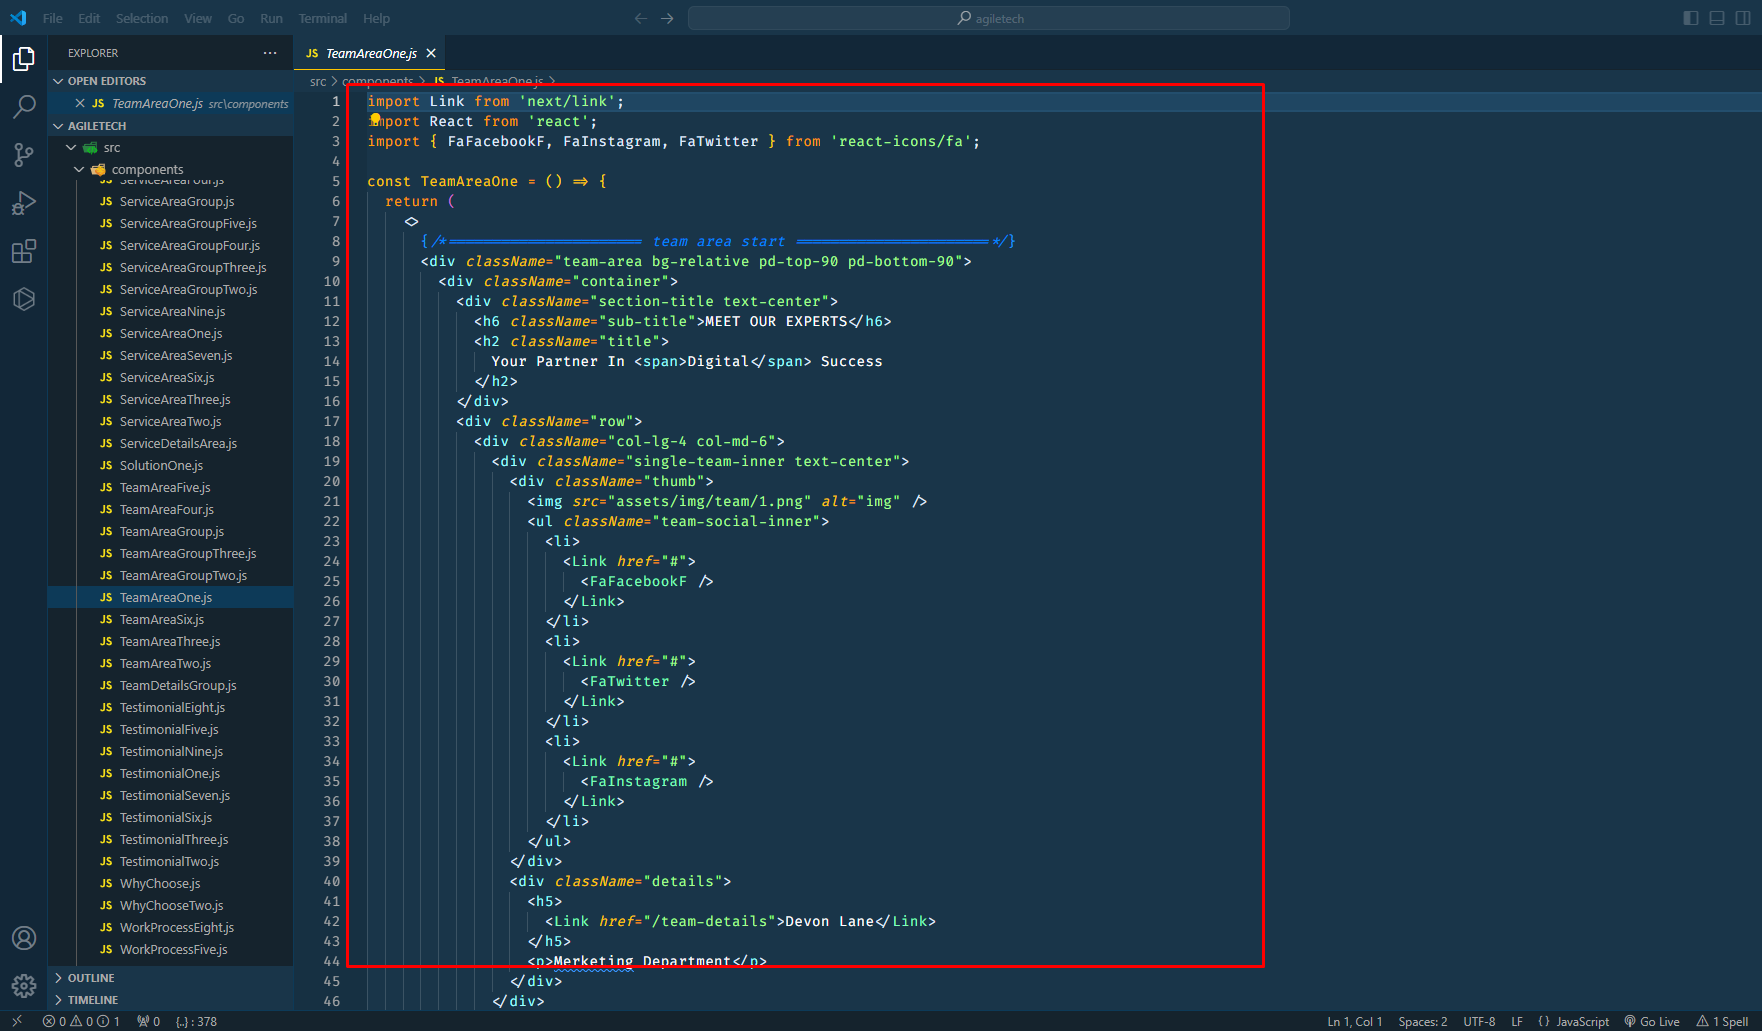 File Edit Selection View Go Run Terminal Help
agiletech
EXPLORER ...
JS TeamAreaOne.js
OPEN EDITORS
JS TeamAreaOne.js src\components
AGILETECH
src
components
ServiceAreaFour.js
JS ServiceAreaGroup.js
JS ServiceAreaGroupFive.js
JS ServiceAreaGroupFour.js
JS ServiceAreaGroupThree.js
JS ServiceAreaGroupTwo.js
JS ServiceAreaNine.js
JS ServiceAreaOne.js
JS ServiceAreaSeven.js
JS ServiceAreaSix.js
JS ServiceAreaThree.js
JS ServiceAreaTwo.js
JS ServiceDetailsArea.js
JS SolutionOne.js
JS TeamAreaFive.js
JS TeamAreaFour.js
JS TeamAreaGroup.js
JS TeamAreaGroupThree.js
JS TeamAreaGroupTwo.js
JS TeamAreaOne.js
JS TeamAreaSix.js
JS TeamAreaThree.js
JS TeamAreaTwo.js
JS TeamDetailsGroup.js
JS TestimonialEight.js
JS TestimonialFive.js
JS TestimonialNine.js
JS TestimonialOne.js
JS TestimonialSeven.js
JS TestimonialSix.js
JS TestimonialThree.js
JS TestimonialTwo.js
JS WhyChoose.js
JS WhyChooseTwo.js
JS WorkProcessEight.js
JS WorkProcessFive.js
OUTLINE
TIMELINE
src > components > JS TeamAreaOne.js >
1 import Link from 'next/link';
2 import React from 'react';
3 import { FaFacebookF, FaInstagram, FaTwitter } from 'react-icons/fa';
4
5 const TeamAreaOne = () => {
6 return (
7 <>
8 {/*====================== team area start ======================*/}
9 <div className="team-area bg-relative pd-top-90 pd-bottom-90">
10 <div className="container">
11 <div className="section-title text-center">
12 <h6 className="sub-title">MEET OUR EXPERTS</h6>
13 <h2 className="title">
14 Your Partner In <span>Digital</span> Success
15 </h2>
16 </div>
17 <div className="row">
18 <div className="col-lg-4 col-md-6">
19 <div className="single-team-inner text-center">
20 <div className="thumb">
21 <img src="assets/img/team/1.png" alt="img" />
22 <ul className="team-social-inner">
23 <li>
24 <Link href="#">
25 <FaFacebookF />
26 </Link>
27 </li>
28 <li>
29 <Link href="#">
30 <FaTwitter />
31 </Link>
32 </li>
33 <li>
34 <Link href="#">
35 <FaInstagram />
36 </Link>
37 </li>
38 </ul>
39 </div>
40 <div className="details">
41 <h5>
42 <Link href="/team-details">Devon Lane</Link>
43 </h5>
44 <p>Merketing Department</p>
45 </div>
46 </div>
0 0 1 0 {..} : 378 Ln 1, Col 1 Spaces: 2 UTF-8 LF {} JavaScript Go Live 1 Spell